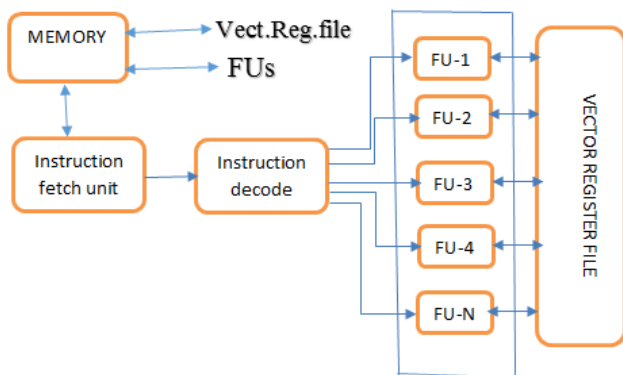 MEMORY
Vect.Reg.file
FUs
Instruction
fetch unit
Instruction
decode
FU-1
FU-2
FU-3
FU-4
FU-N
VECTOR REGISTER FILE